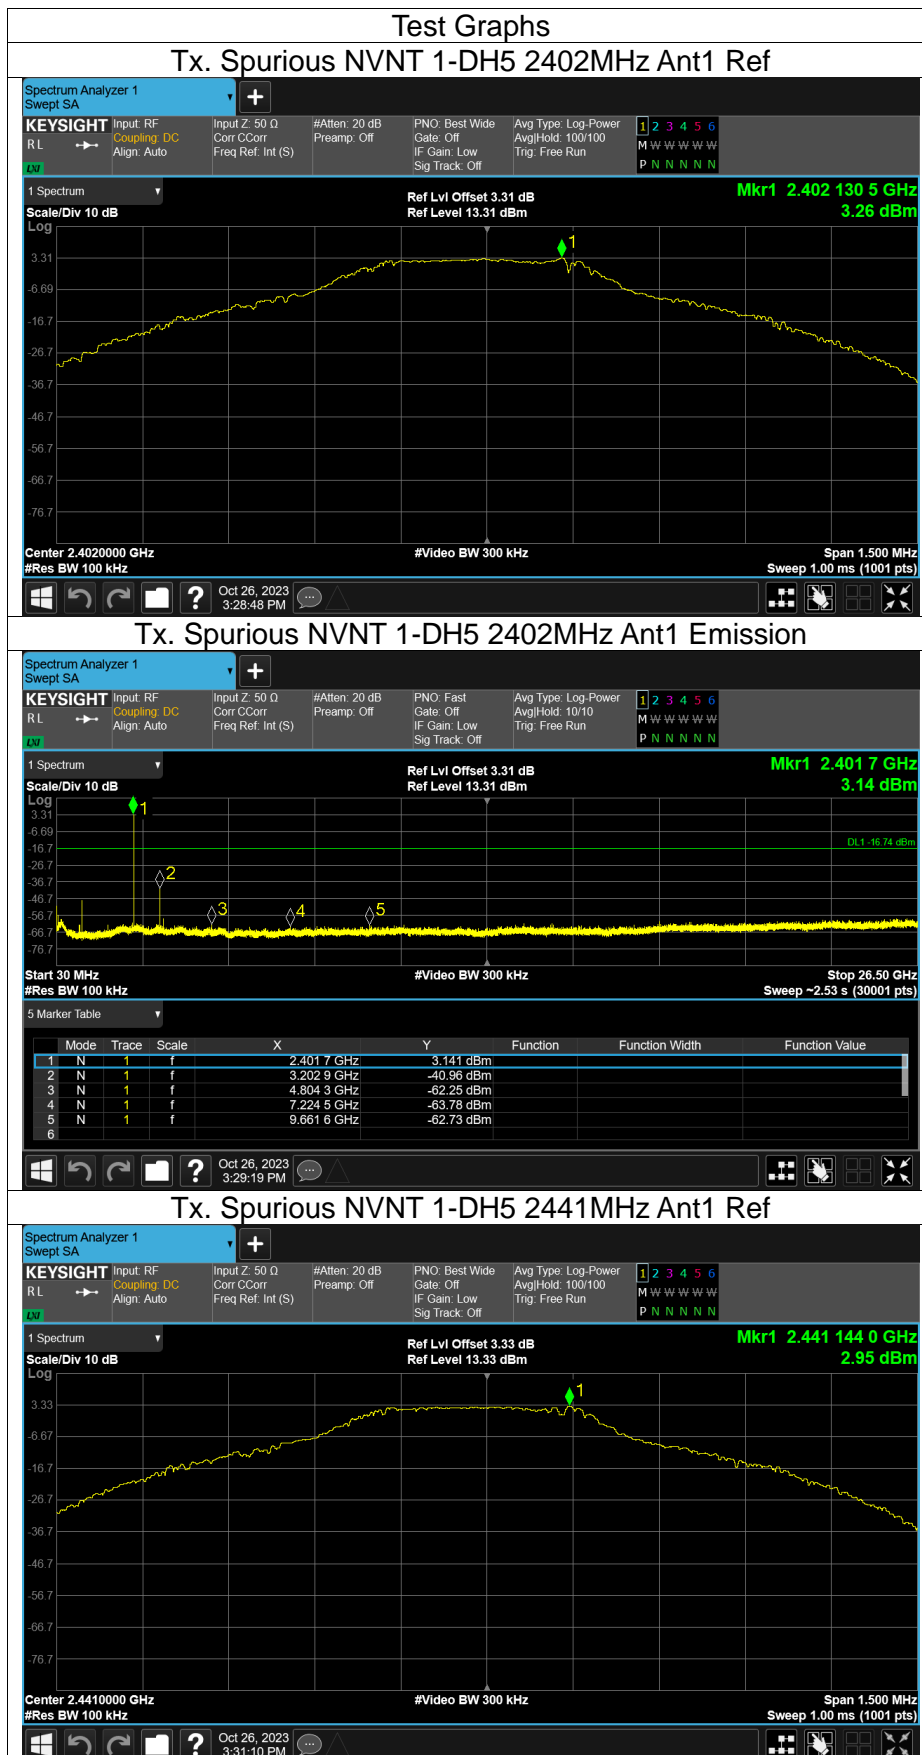 Test Graphs
Tx. Spurious NVNT 1-DH5 2402MHz Ant1 Ref
Spectrum Analyzer 1
Swept SA
+
KEYSIGHT Input: RF Input Z: 50 Ω #Atten: 20 dB PNO: Best Wide Avg Type: Log-Power 1 2 3 4 5 6
RL Coupling: DC Corr CCorr Preamp: Off Gate: Off Avg|Hold: 100/100 M W W W W W
Align: Auto Freq Ref: Int (S) IF Gain: Low Trig: Free Run P N N N N N
LXI Sig Track: Off
1 Spectrum Ref Lvl Offset 3.31 dB Mkr1 2.402 130 5 GHz
Scale/Div 10 dB Ref Level 13.31 dBm 3.26 dBm
Log
1
3.31
-6.69
-16.7
-26.7
-36.7
-46.7
-56.7
-66.7
-76.7
Center 2.4020000 GHz #Video BW 300 kHz Span 1.500 MHz
#Res BW 100 kHz Sweep 1.00 ms (1001 pts)
? Oct 26, 2023
3:28:48 PM
Tx. Spurious NVNT 1-DH5 2402MHz Ant1 Emission
Spectrum Analyzer 1
Swept SA
+
KEYSIGHT Input: RF Input Z: 50 Ω #Atten: 20 dB PNO: Fast Avg Type: Log-Power 1 2 3 4 5 6
RL Coupling: DC Corr CCorr Preamp: Off Gate: Off Avg|Hold: 10/10 M W W W W W
Align: Auto Freq Ref: Int (S) IF Gain: Low Trig: Free Run P N N N N N
LXI Sig Track: Off
1 Spectrum Ref Lvl Offset 3.31 dB Mkr1 2.401 7 GHz
Scale/Div 10 dB Ref Level 13.31 dBm 3.14 dBm
Log
1
3.31
-6.69
-16.7 DL1 -16.74 dBm
-26.7
-36.7 2
-46.7
-56.7 3 4 5
-66.7
-76.7
Start 30 MHz #Video BW 300 kHz Stop 26.50 GHz
#Res BW 100 kHz Sweep ~2.53 s (30001 pts)
5 Marker Table
Mode Trace Scale X Y Function Function Width Function Value
1 N 1 f 2.401 7 GHz 3.141 dBm
2 N 1 f 3.202 9 GHz -40.96 dBm
3 N 1 f 4.804 3 GHz -62.25 dBm
4 N 1 f 7.224 5 GHz -63.78 dBm
5 N 1 f 9.661 6 GHz -62.73 dBm
6
? Oct 26, 2023
3:29:19 PM
Tx. Spurious NVNT 1-DH5 2441MHz Ant1 Ref
Spectrum Analyzer 1
Swept SA
+
KEYSIGHT Input: RF Input Z: 50 Ω #Atten: 20 dB PNO: Best Wide Avg Type: Log-Power 1 2 3 4 5 6
RL Coupling: DC Corr CCorr Preamp: Off Gate: Off Avg|Hold: 100/100 M W W W W W
Align: Auto Freq Ref: Int (S) IF Gain: Low Trig: Free Run P N N N N N
LXI Sig Track: Off
1 Spectrum Ref Lvl Offset 3.33 dB Mkr1 2.441 144 0 GHz
Scale/Div 10 dB Ref Level 13.33 dBm 2.95 dBm
Log
1
3.33
-6.67
-16.7
-26.7
-36.7
-46.7
-56.7
-66.7
-76.7
Center 2.4410000 GHz #Video BW 300 kHz Span 1.500 MHz
#Res BW 100 kHz Sweep 1.00 ms (1001 pts)
? Oct 26, 2023
3:31:10 PM